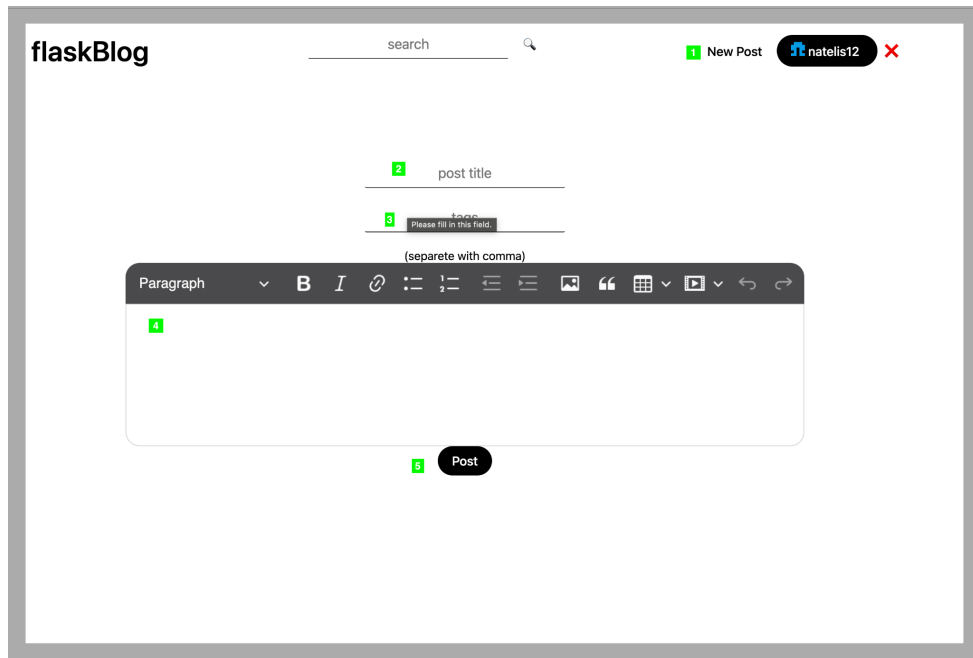 flaskBlog
search
1 New Post natelis12
2 post title
3 tags
Please fill in this field.
(separete with comma)
Paragraph B I
4
5 Post